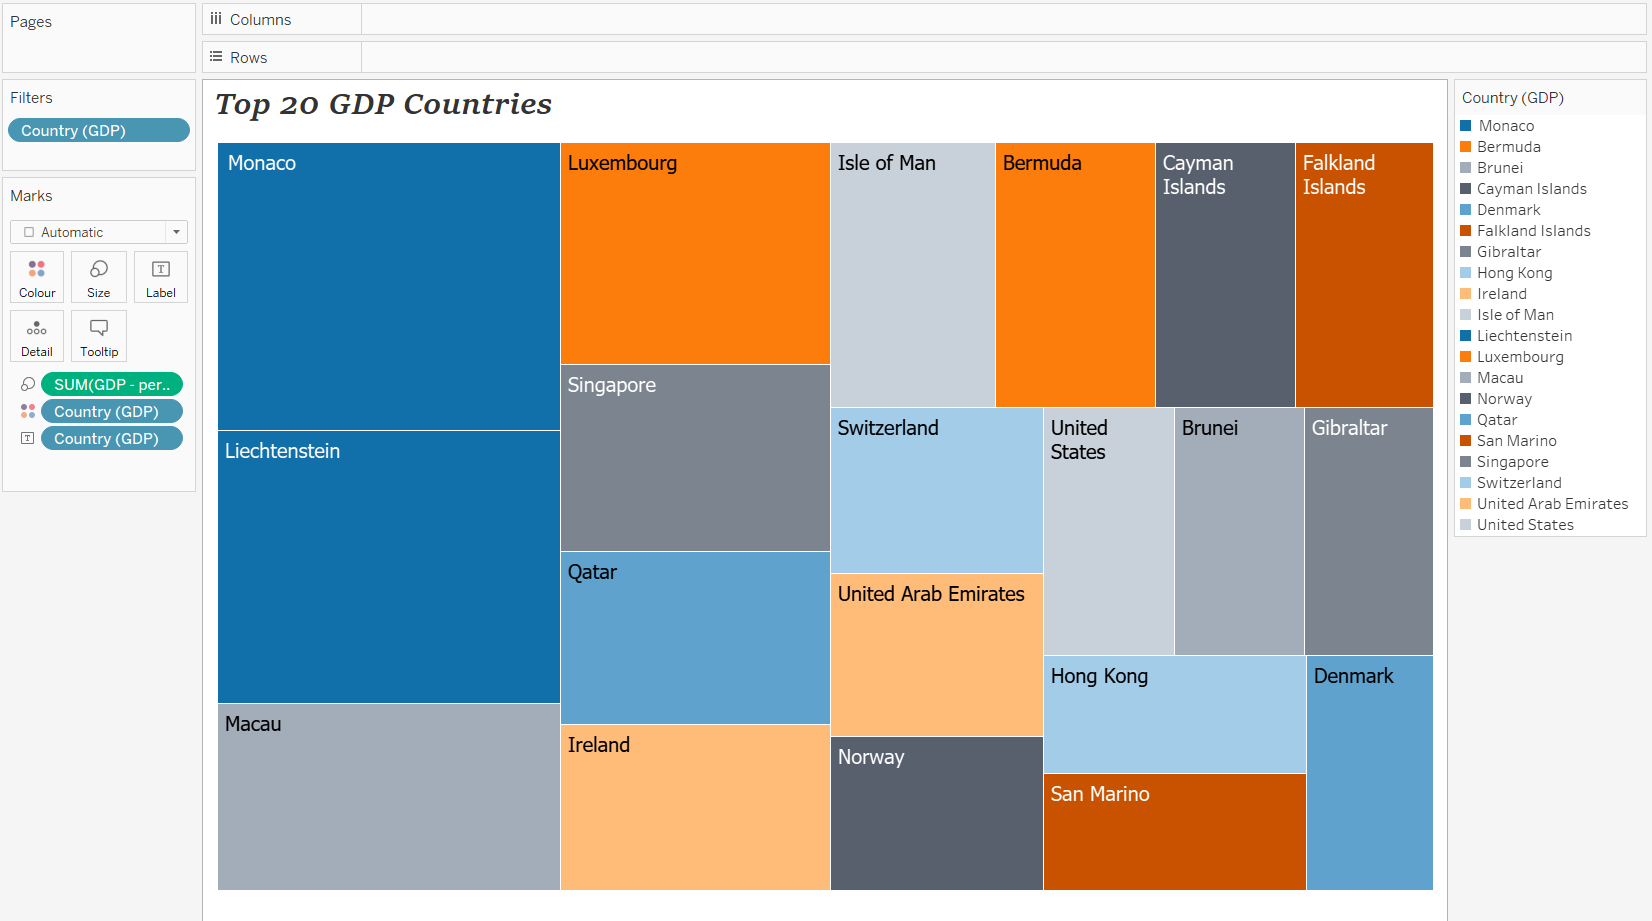 Pages
Columns
Rows
Filters
Country (GDP)
Marks
Automatic
Colour
Size
Label
Detail
Tooltip
SUM(GDP - per..
Country (GDP)
Country (GDP)
Top 20 GDP Countries
Monaco
Liechtenstein
Macau
Luxembourg
Singapore
Qatar
Ireland
Isle of Man
Bermuda
Cayman
Islands
Falkland
Islands
Switzerland
United Arab Emirates
Norway
United
States
Brunei
Gibraltar
Hong Kong
San Marino
Denmark
Country (GDP)
Monaco
Bermuda
Brunei
Cayman Islands
Denmark
Falkland Islands
Gibraltar
Hong Kong
Ireland
Isle of Man
Liechtenstein
Luxembourg
Macau
Norway
Qatar
San Marino
Singapore
Switzerland
United Arab Emirates
United States